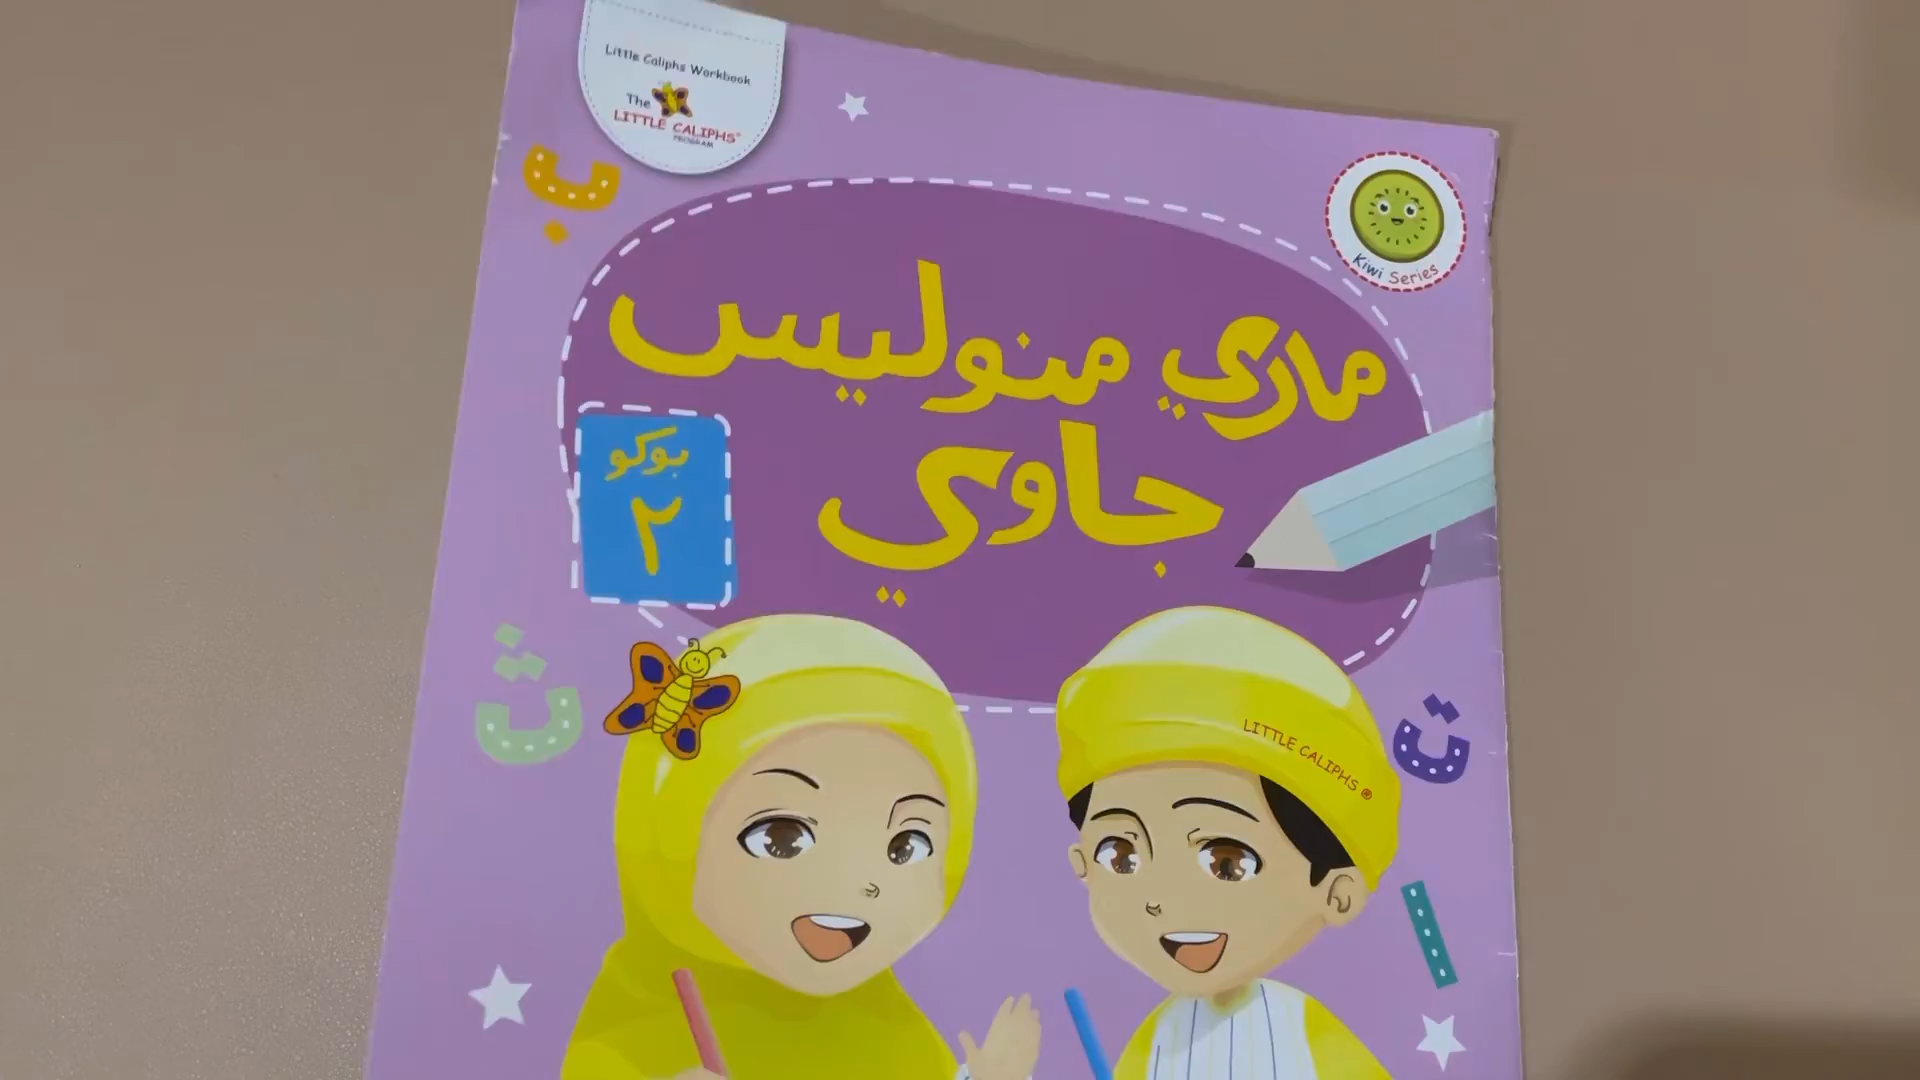 Little Caliphs Workbook
The
LITTLE CALIPHS®
PROGRAM
Kiwi Series
ماري منوليس
جاوي
بوكو
٢
ب
ث
ت
ا
LITTLE CALIPHS ®